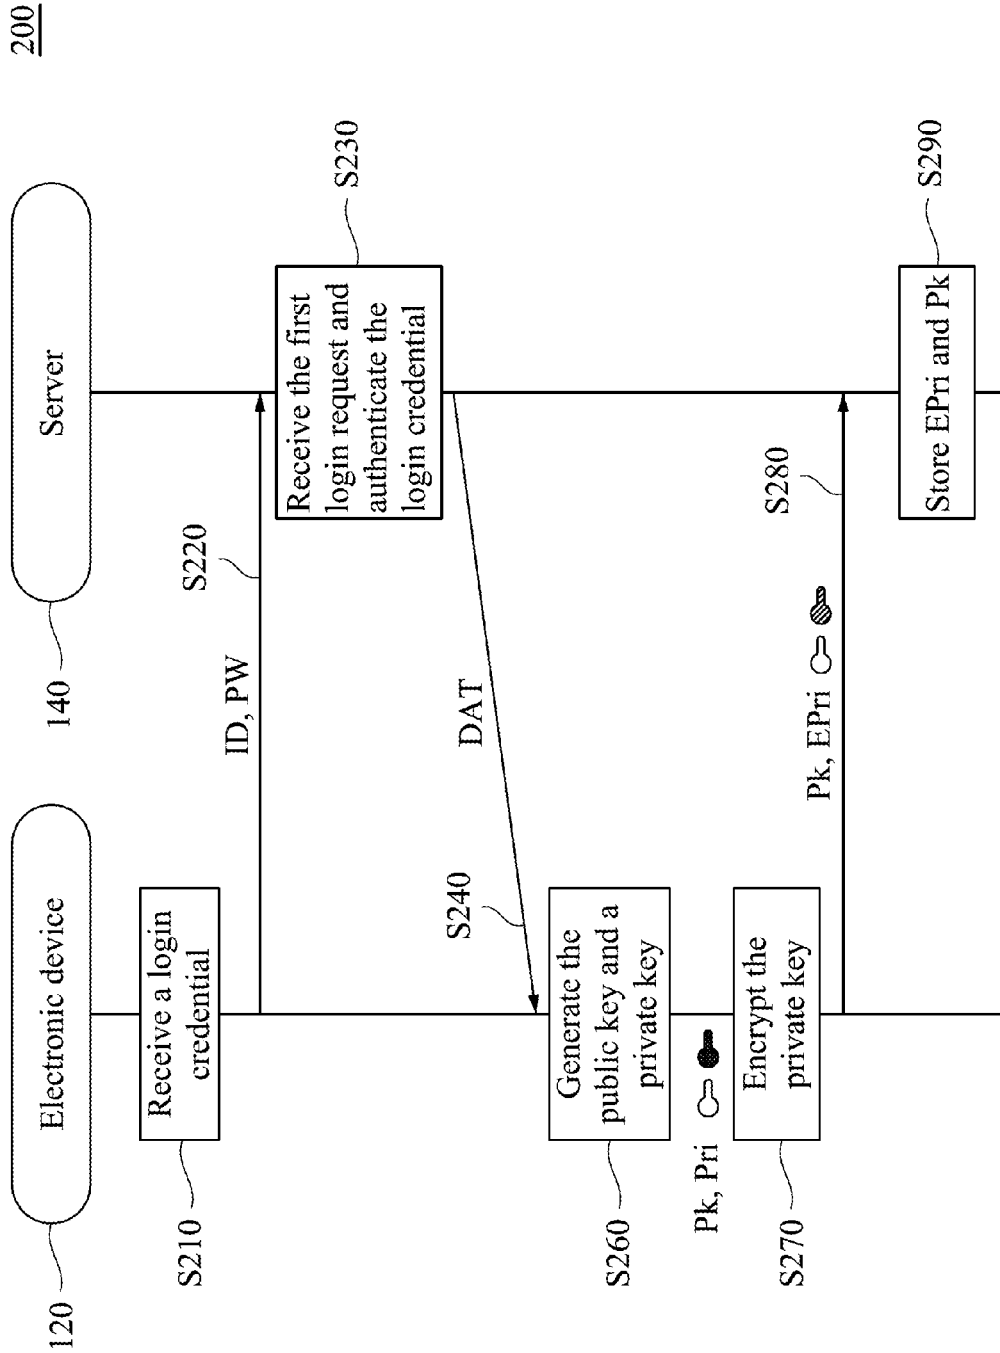 200
Electronic device
Server
120
140
Receive a login
credential
S210
ID, PW
S220
Receive the first
login request and
authenticate the
login credential
S230
DAT
S240
Generate the
public key and a
private key
S260
Pk, Pri
Encrypt the
private key
S270
Pk, EPri
S280
Store EPri and Pk
S290